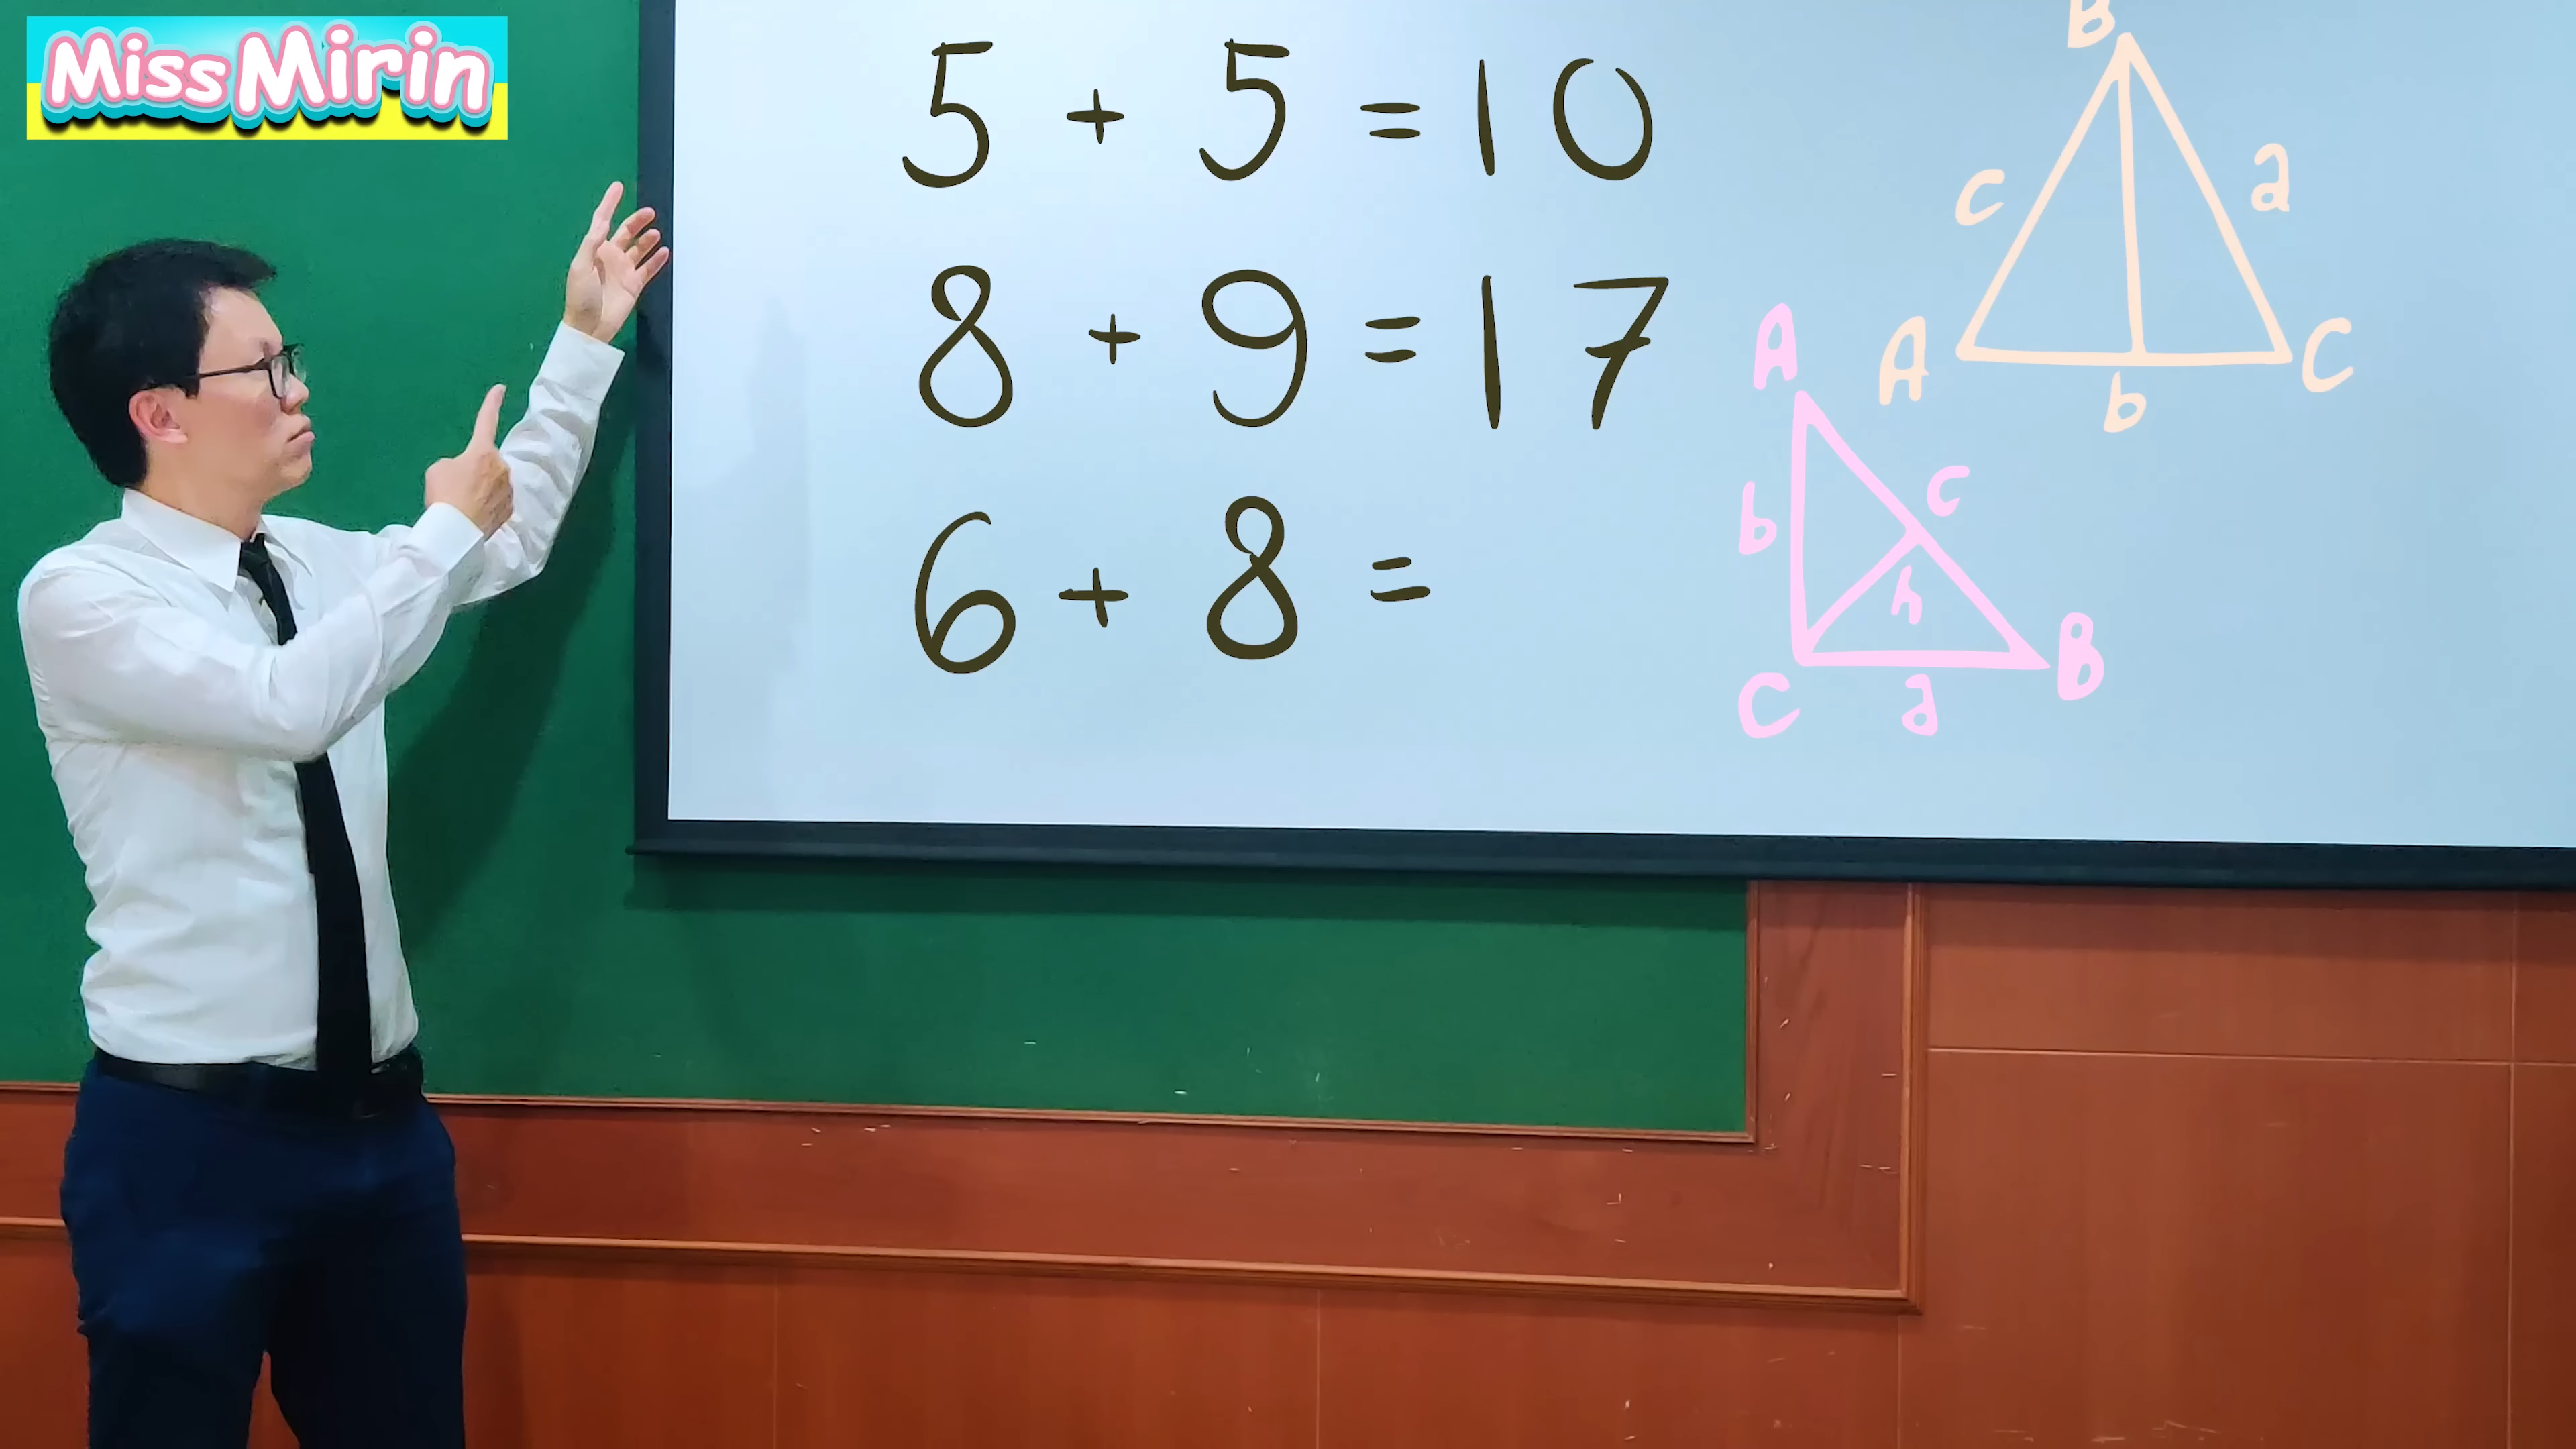 Miss Mirin
5 + 5 = 10
8 + 9 = 17
6 + 8 =
B
c
a
A
b
C
A
b
c
h
C
a
B